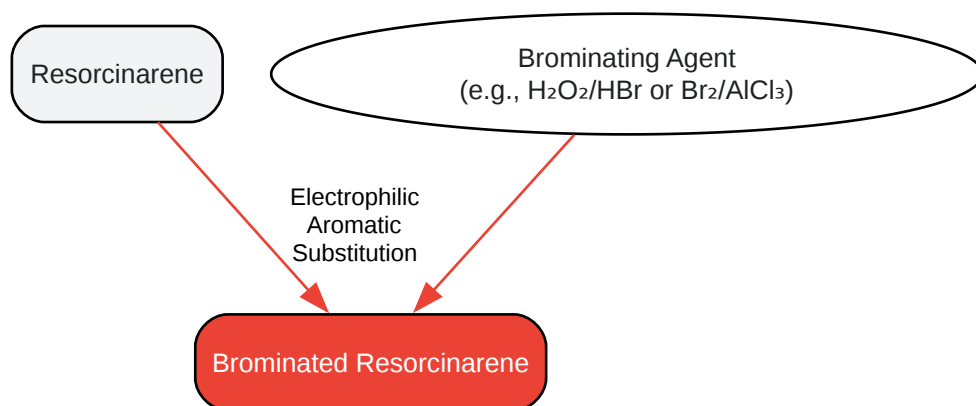 Resorcinarene
Brominating Agent
(e.g., H₂O₂/HBr or Br₂/AlCl₃)
Electrophilic
Aromatic
Substitution
Brominated Resorcinarene